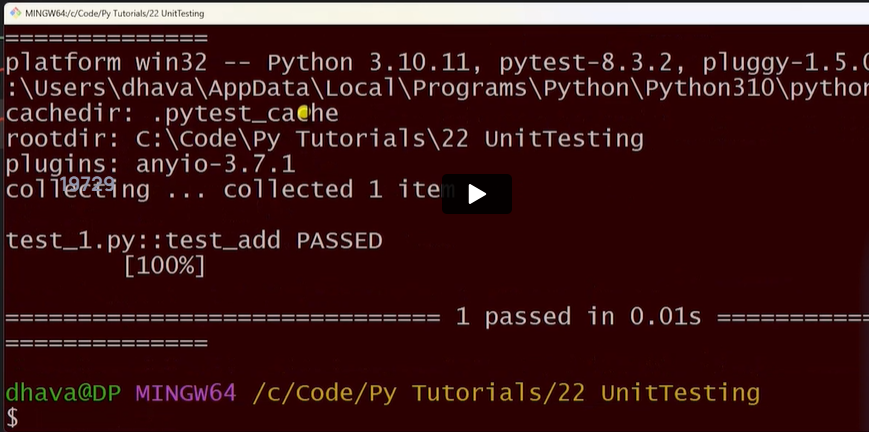 MINGW64:/c/Code/Py Tutorials/22 UnitTesting
==============
platform win32 -- Python 3.10.11, pytest-8.3.2, pluggy-1.5.0
:\Users\dhava\AppData\Local\Programs\Python\Python310\python
cachedir: .pytest_cache
rootdir: C:\Code\Py Tutorials\22 UnitTesting
plugins: anyio-3.7.1
19729
collecting ... collected 1 item
test_1.py::test_add PASSED
[100%]
============================== 1 passed in 0.01s ===========
==============
dhava@DP MINGW64 /c/Code/Py Tutorials/22 UnitTesting
$